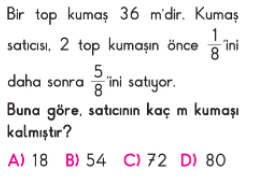 Bir top kumaş 36 m'dir. Kumaş
satıcısı, 2 top kumaşın önce 1/8'ini
daha sonra 5/8'ini satıyor.
Buna göre, satıcının kaç m kumaşı
kalmıştır?
A) 18 B) 54 C) 72 D) 80